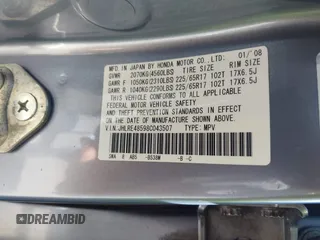 MFD. IN JAPAN BY HONDA MOTOR CO., LTD. 01/'08
GVWR 2070KG(4560LBS) TIRE SIZE RIM SIZE
GAWR F 1050KG(2310LBS) 225/65R17 102T 17X6.5J
GAWR R 1040KG(2290LBS) 225/65R17 102T 17X6.5J
THIS VEHICLE CONFORMS TO ALL APPLICABLE
FEDERAL MOTOR VEHICLE SAFETY, BUMPER,
AND THEFT PREVENTION STANDARDS IN EFFECT ON
THE DATE OF MANUFACTURE SHOWN ABOVE.
V.I.N. JHLRE48598C043507 TYPE: MPV
SWA ABS -B -C
DREAMBID